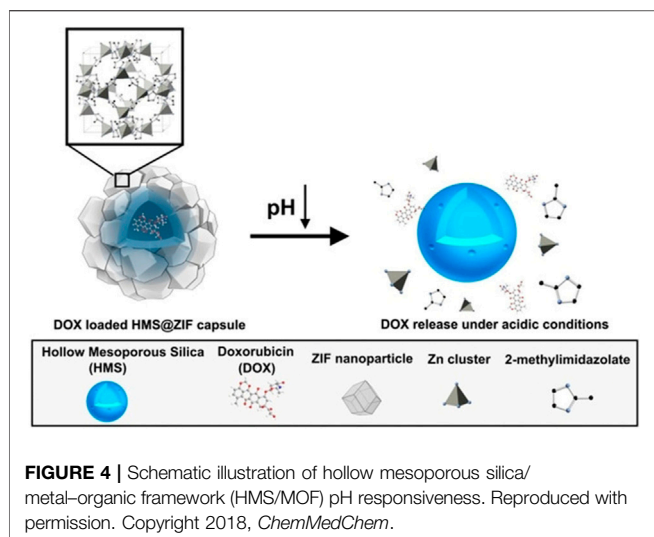 pH
DOX loaded HMS@ZIF capsule
DOX release under acidic conditions
Hollow Mesoporous Silica
(HMS)
Doxorubicin
(DOX)
ZIF nanoparticle
Zn cluster
2-methylimidazolate
FIGURE 4 | Schematic illustration of hollow mesoporous silica/
metal–organic framework (HMS/MOF) pH responsiveness. Reproduced with
permission. Copyright 2018, ChemMedChem.